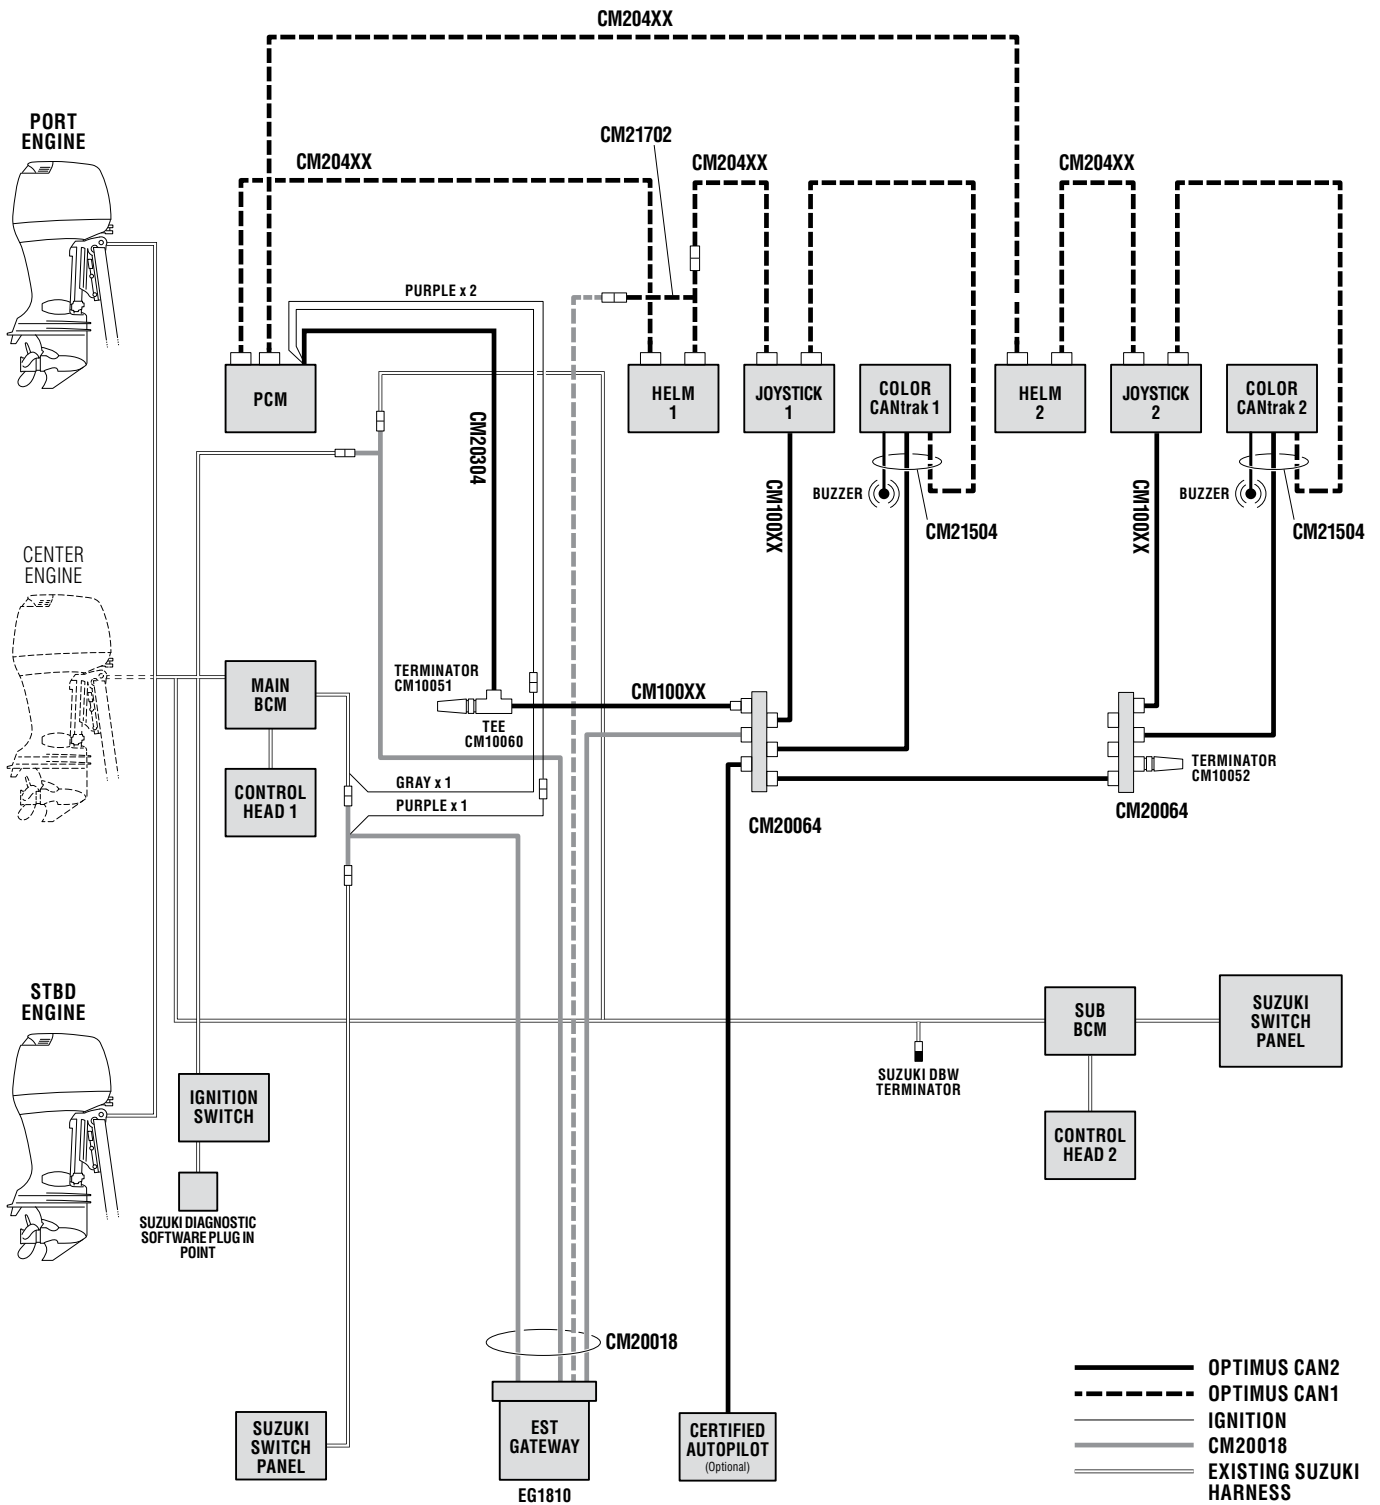 CM204XX
PORT
ENGINE
CM21702
CM204XX
CM204XX
CM204XX
PURPLE x 2
PCM
HELM
1
JOYSTICK
1
COLOR
CANtrak 1
HELM
2
JOYSTICK
2
COLOR
CANtrak 2
CM20304
BUZZER
BUZZER
CM100XX
CM21504
CM100XX
CM21504
CENTER
ENGINE
MAIN
BCM
TERMINATOR
CM10051
TEE
CM10060
CM100XX
TERMINATOR
CM10052
CONTROL
HEAD 1
GRAY x 1
PURPLE x 1
CM20064
CM20064
STBD
ENGINE
SUB
BCM
SUZUKI
SWITCH
PANEL
SUZUKI DBW
TERMINATOR
IGNITION
SWITCH
CONTROL
HEAD 2
SUZUKI DIAGNOSTIC
SOFTWARE PLUG IN
POINT
CM20018
SUZUKI
SWITCH
PANEL
EST
GATEWAY
EG1810
CERTIFIED
AUTOPILOT
(Optional)
OPTIMUS CAN2
OPTIMUS CAN1
IGNITION
CM20018
EXISTING SUZUKI
HARNESS